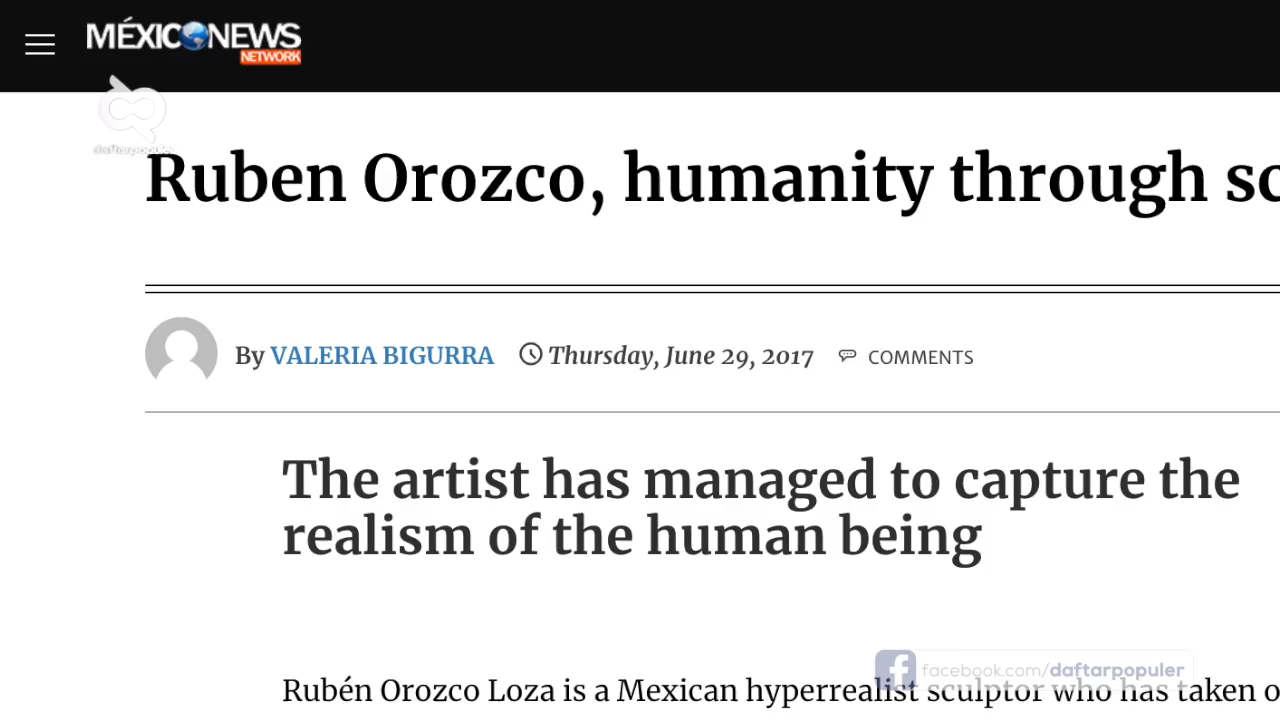 MÉXICONEWS
NETWORK
daftarpopuler
Ruben Orozco, humanity through sc
By VALERIA BIGURRA Thursday, June 29, 2017 COMMENTS
The artist has managed to capture the
realism of the human being
facebook.com/daftarpopuler
Rubén Orozco Loza is a Mexican hyperrealist sculptor who has taken o